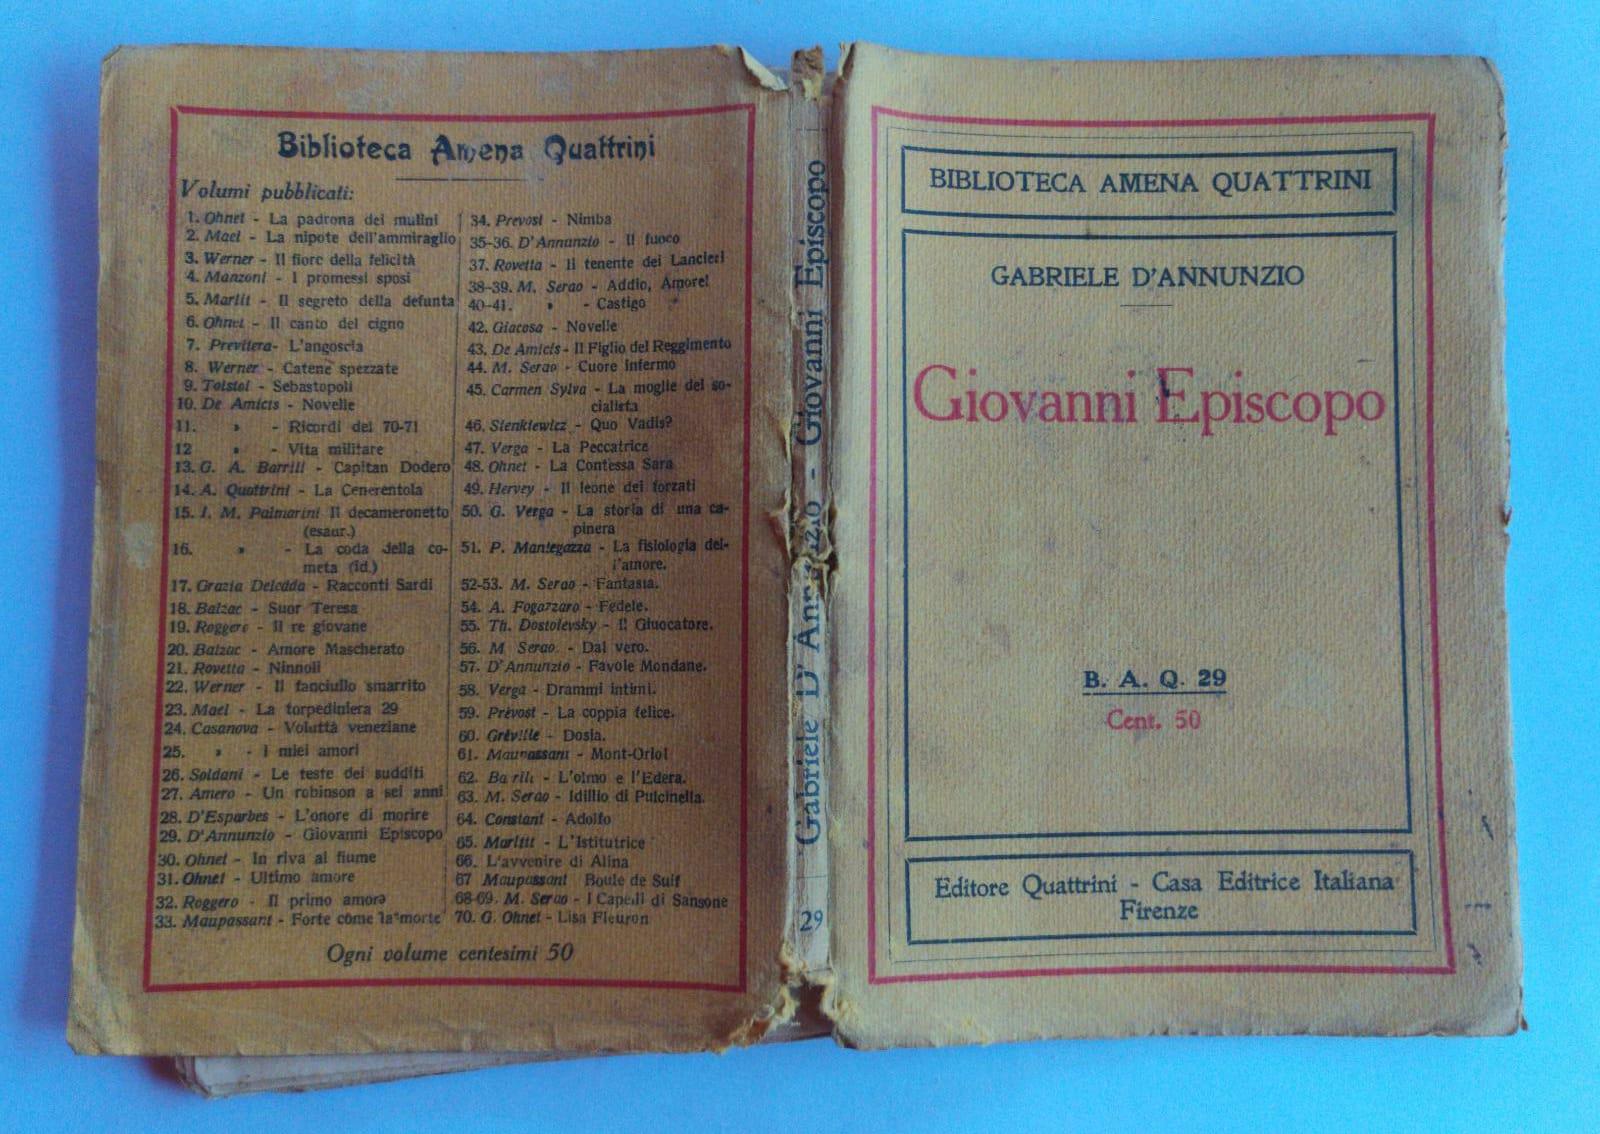 Biblioteca Amena Quattrini
Volumi pubblicati:
1. Ohnet - La padrona dei mulini
2. Mael - La nipote dell'ammiraglio
3. Werner - Il fiore della felicità
4. Manzoni - I promessi sposi
5. Marlit - Il segreto della defunta
6. Ohnet - Il canto del cigno
7. Previtera- L'angoscia
8. Werner - Catene spezzate
9. Tolstoi - Sebastopoli
10. De Amicis - Novelle
11. » - Ricordi del 70-71
12 » - Vita militare
13. G. A. Barrili - Capitan Dodero
14. A. Quattrini - La Cenerentola
15. I. M. Palmarini Il decameronetto
(esaur.)
16. » - La coda della co-
meta (id.)
17. Grazia Deledda - Racconti Sardi
18. Balzac - Suor Teresa
19. Roggero - Il re giovane
20. Balzac - Amore Mascherato
21. Rovetta - Ninnoli
22. Werner - Il fanciullo smarrito
23. Mael - La torpediniera 29
24. Casanova - Voluttà veneziane
25. » - I miei amori
26. Soldani - Le teste dei sudditi
27. Amero - Un robinson a sei anni
28. D'Esparbes - L'onore di morire
29. D'Annunzio - Giovanni Episcopo
30. Ohnet - In riva al fiume
31. Ohnet - Ultimo amore
32. Roggero - Il primo amore
33. Maupassant - Forte come la morte
34. Prevost - Nimba
35-36. D'Annunzio - Il fuoco
37. Rovetta - Il tenente dei Lancieri
38-39. M. Serao - Addio, Amore!
40-41. » - Castigo
42. Giacosa - Novelle
43. De Amicis- Il Figlio del Reggimento
44. M. Serao - Cuore infermo
45. Carmen Sylva - La moglie del so-
cialista
46. Sienkiewicz - Quo Vadis?
47. Verga - La Peccatrice
48. Ohnet - La Contessa Sara
49. Hervey - Il leone dei forzati
50. G. Verga - La storia di una ca-
pinera
51. P. Mantegazza - La fisiologia del-
l'amore.
52-53. M. Serao - Fantasia.
54. A. Fogazzaro - Fedele.
55. Th. Dostoievsky - Il Giuocatore.
56. M Serao. - Dal vero.
57. D'Annunzio - Favole Mondane.
58. Verga - Drammi intimi.
59. Prévost - La coppia felice.
60. Gréville - Dosia.
61. Maupassant - Mont-Oriol
62. Barrili - L'olmo e l'Edera.
63. M. Serao - Idillio di Pulcinella.
64. Constant - Adolfo
65. Marlitt - L'Istitutrice
66. L'avvenire di Alina
67 Maupassant Boule de Suif
68-69. M. Serao - I Capelli di Sansone
70. G. Ohnet - Lisa Fleuron
Ogni volume centesimi 50
Gabriele D'Annunzio - Giovanni Episcopo
29
BIBLIOTECA AMENA QUATTRINI
GABRIELE D'ANNUNZIO
Giovanni Episcopo
B. A. Q. 29
Cent. 50
Editore Quattrini - Casa Editrice Italiana
Firenze